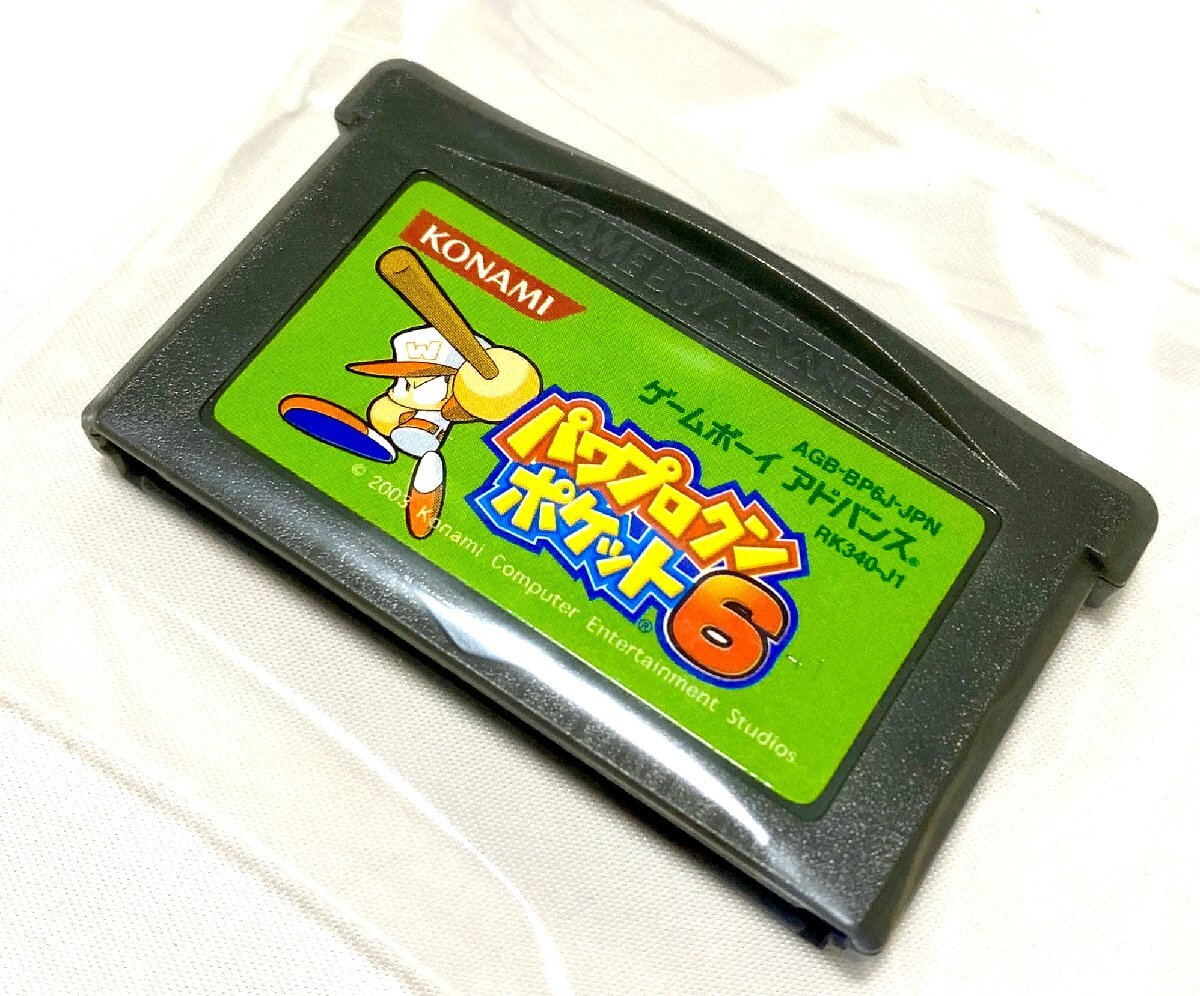 GAME BOY ADVANCE
KONAMI
W
AGB-BP6J-JPN
ゲームボーイ アドバンス®
RK340-J1
パワプロクン
ポケット®6
© 2003 Konami Computer Entertainment Studios